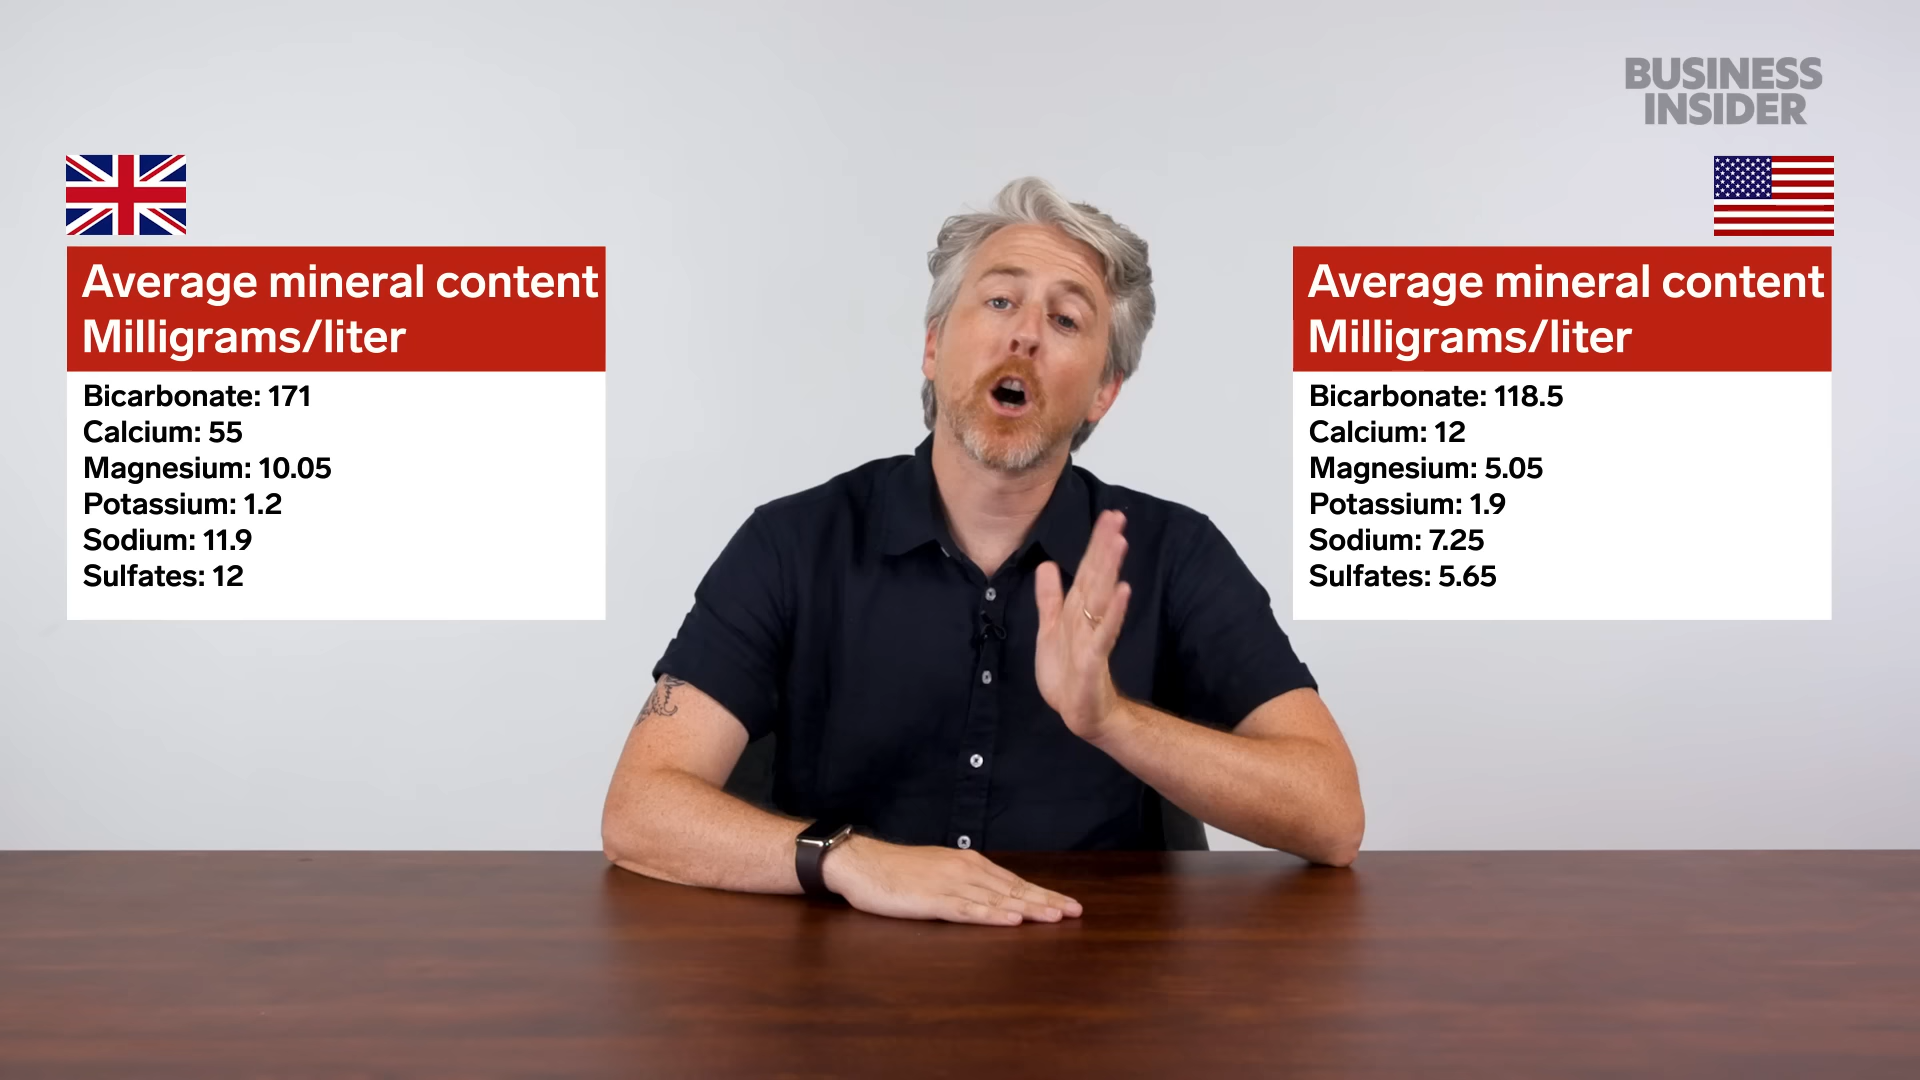 BUSINESS
INSIDER
Average mineral content
Milligrams/liter
Bicarbonate: 171
Calcium: 55
Magnesium: 10.05
Potassium: 1.2
Sodium: 11.9
Sulfates: 12
Average mineral content
Milligrams/liter
Bicarbonate: 118.5
Calcium: 12
Magnesium: 5.05
Potassium: 1.9
Sodium: 7.25
Sulfates: 5.65